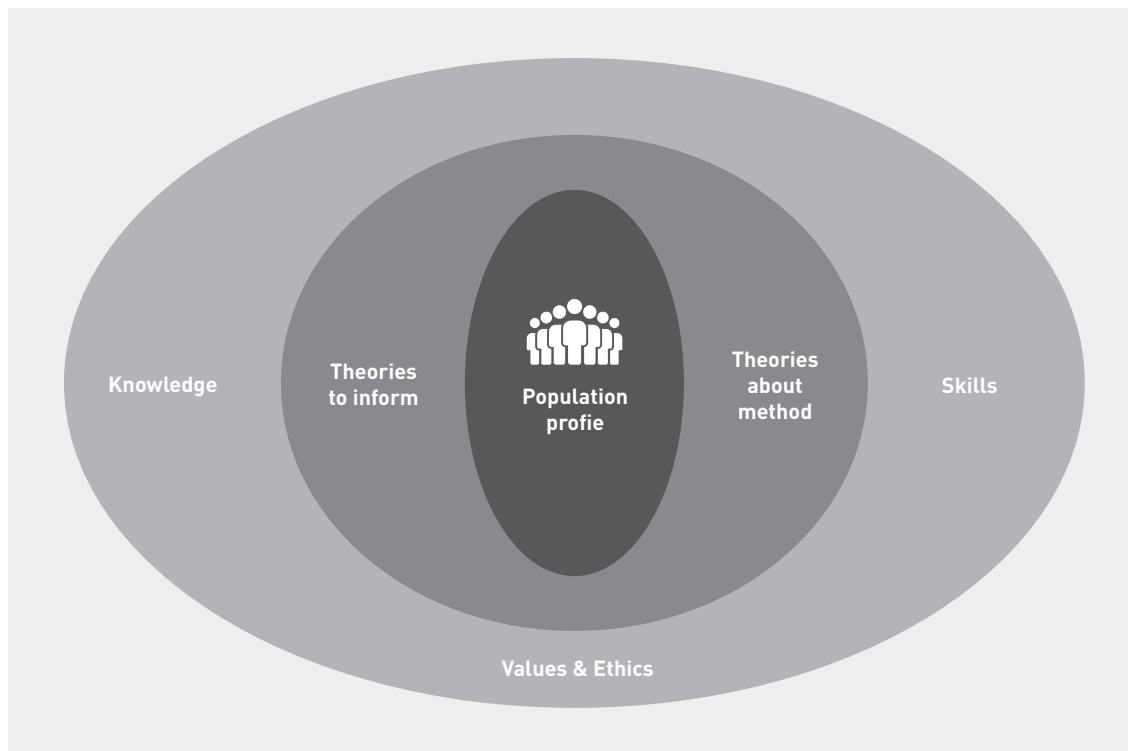 Knowledge
Theories
to inform
Population
profie
Theories
about
method
Skills
Values & Ethics